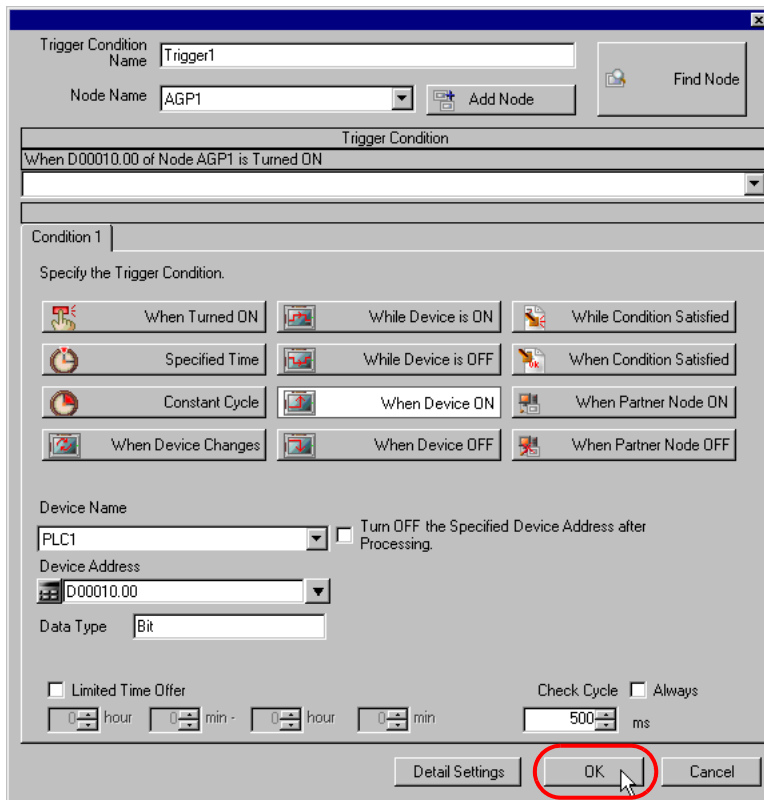 Trigger Condition
Name
Trigger1
Find Node
Node Name
AGP1
Add Node
Trigger Condition
When D00010.00 of Node AGP1 is Turned ON
Condition 1
Specify the Trigger Condition.
When Turned ON
While Device is ON
While Condition Satisfied
Specified Time
While Device is OFF
When Condition Satisfied
Constant Cycle
When Device ON
When Partner Node ON
When Device Changes
When Device OFF
When Partner Node OFF
Device Name
PLC1
Turn OFF the Specified Device Address after
Processing.
Device Address
D00010.00
Data Type
Bit
Limited Time Offer
Check Cycle
Always
0 hour 0 min - 0 hour 0 min
500 ms
Detail Settings
OK
Cancel